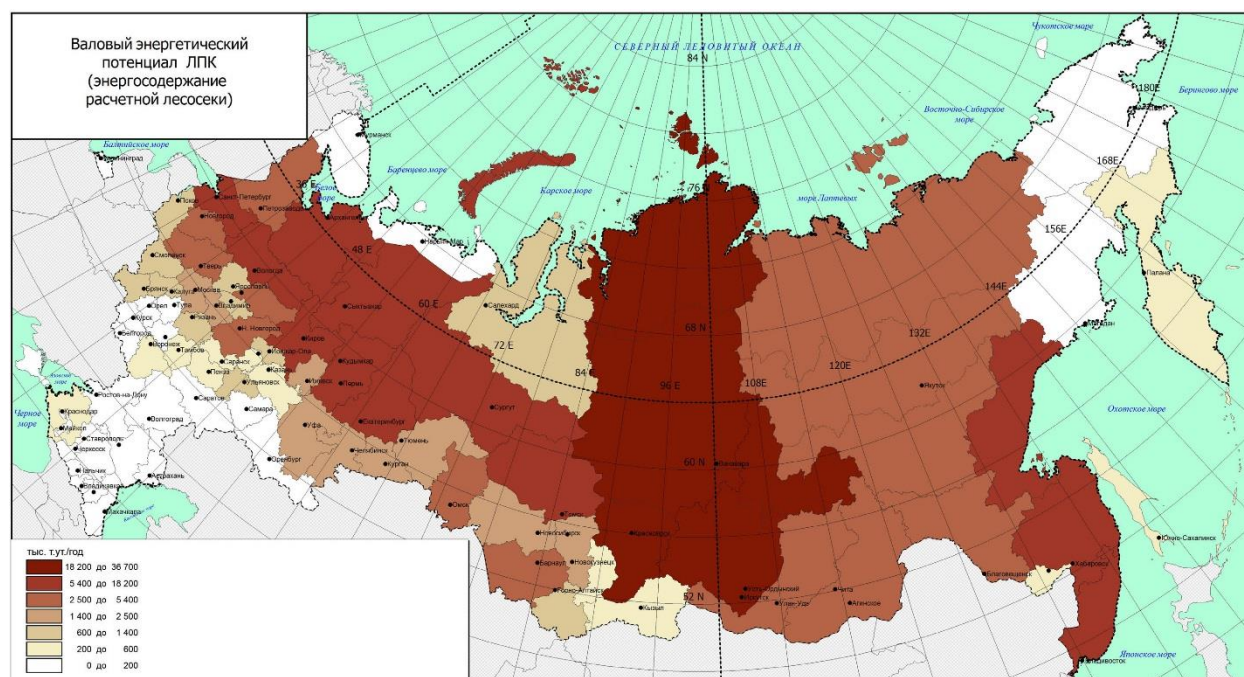 Валовый энергетический
потенциал ЛПК
(энергосодержание
расчетной лесосеки)
СЕВЕРНЫЙ ЛЕДОВИТЫЙ ОКЕАН
84 N
Чукотское море
180E
Берингово море
Восточно-Сибирское
море
Балтийское море
Мурманск
Баренцево море
Карское море
76 N
море Лаптевых
168E
36 E
Белое
море
Псков
Санкт-Петербург
Петрозаводск
Новгород
Архангельск
Нарьян-Мар
156E
48 E
Смоленск
Тверь
Вологда
Палана
Брянск
Калуга
Москва
Ярославль
60 E
Салехард
144E
Орел
Тула
Владимир
Сыктывкар
Курск
Рязань
68 N
132E
Магадан
Белгород
Н. Новгород
Киров
72 E
Воронеж
Тамбов
Йошкар-Ола
Саранск
Кудымкар
84 E
96 E
108E
120E
Якутск
Пенза
Казань
Ульяновск
Ижевск
Пермь
Сургут
Охотское море
Черное
море
Ростов-на-Дону
Краснодар
Саратов
Самара
Майкоп
Волгоград
Екатеринбург
Ставрополь
Уфа
Тюмень
Черкесск
Челябинск
Курган
60 N
Нальчик
Оренбург
Владикавказ
Астрахань
Махачкала
Омск
Томск
Новосибирск
Красноярск
Южно-Сахалинск
Барнаул
Новокузнецк
Хабаровск
Благовещенск
Горно-Алтайск
Кызыл
52 N
Усть-Ордынский
Иркутск
Улан-Удэ
Чита
Агинское
Владивосток
Японское море
тыс. т.ут./год
18 200 до 36 700
5 400 до 18 200
2 500 до 5 400
1 400 до 2 500
600 до 1 400
200 до 600
0 до 200